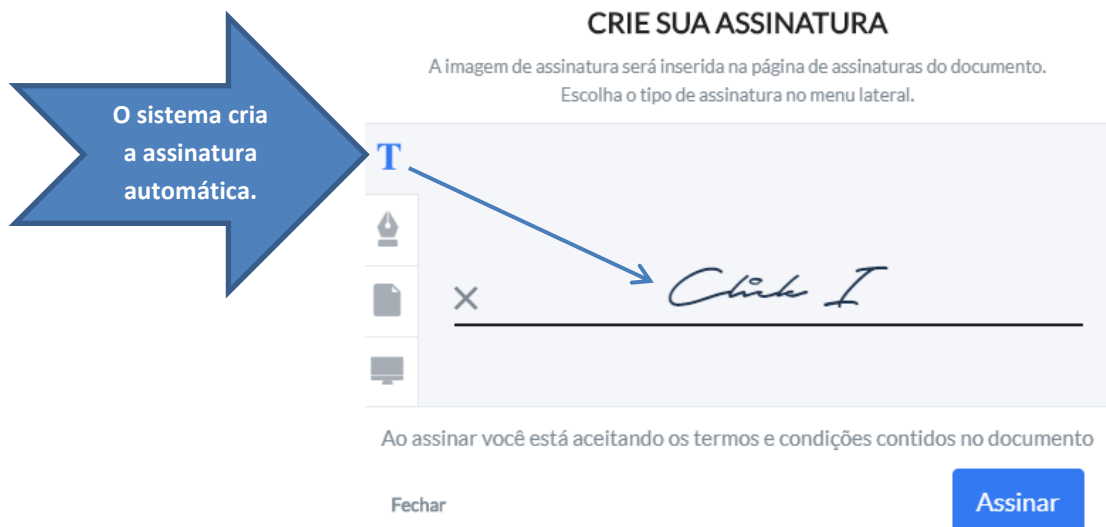 CRIE SUA ASSINATURA
A imagem de assinatura será inserida na página de assinaturas do documento.
Escolha o tipo de assinatura no menu lateral.
O sistema cria
a assinatura
automática.
T
Click I
Ao assinar você está aceitando os termos e condições contidos no documento
Fechar
Assinar